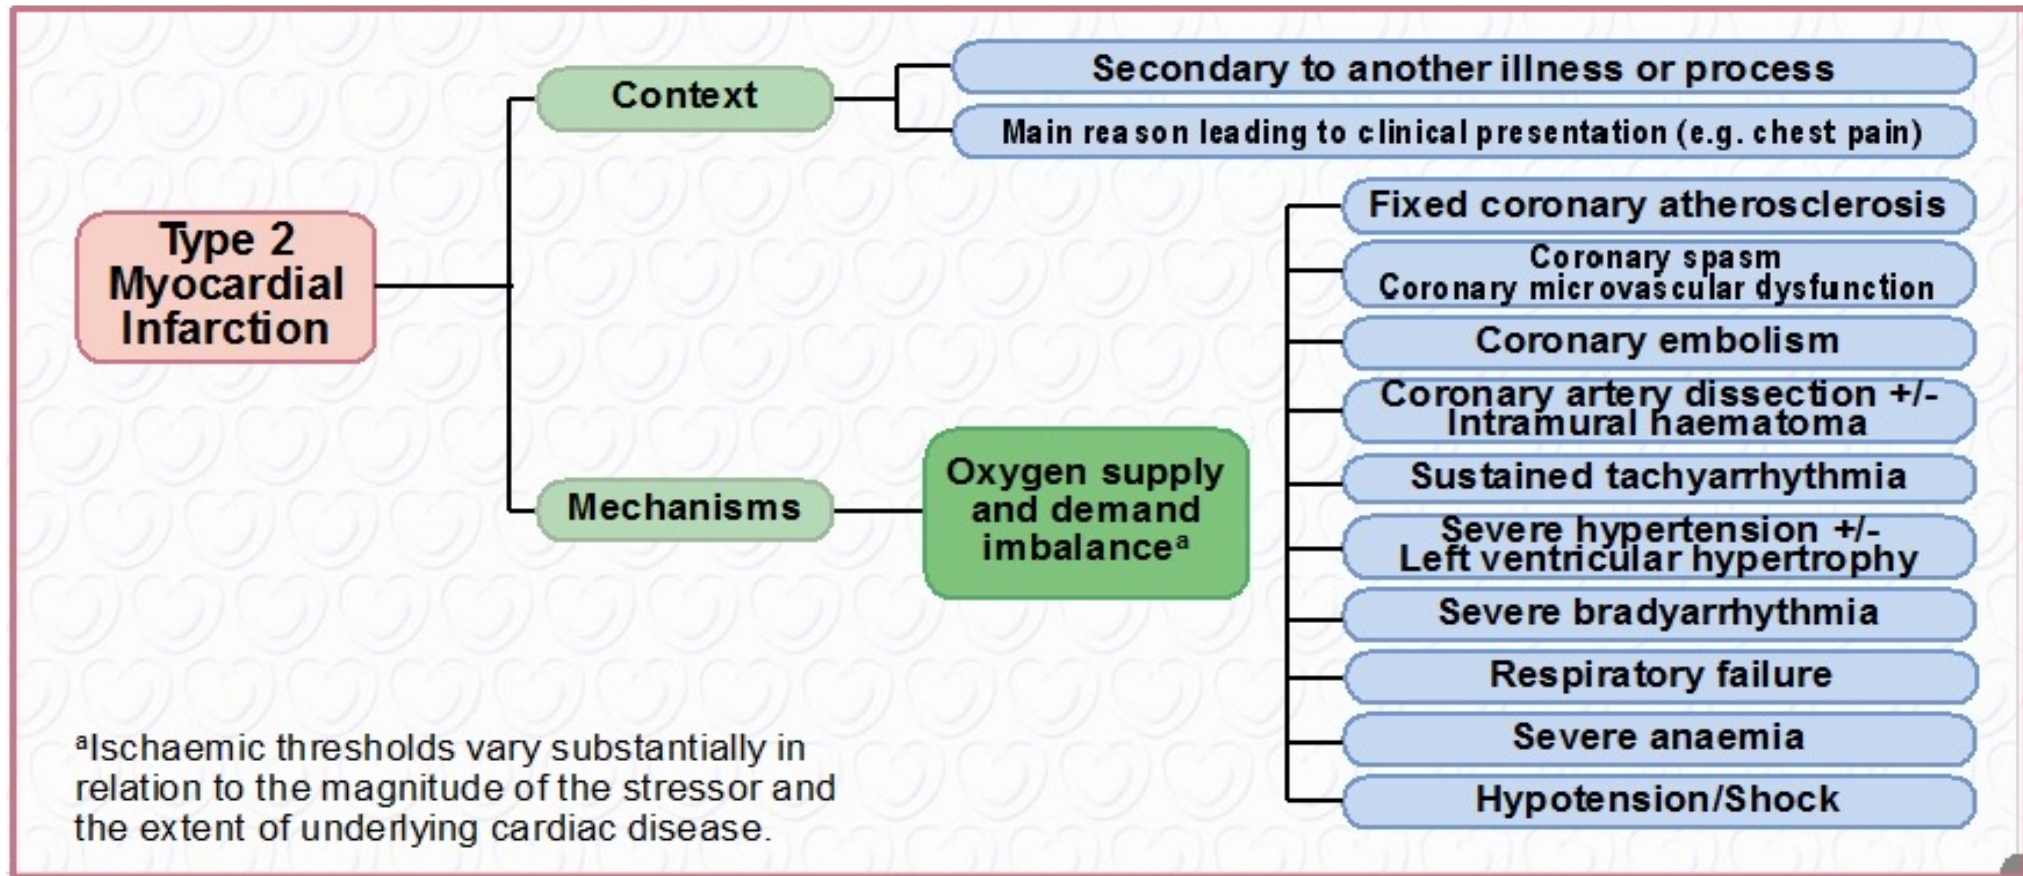 Secondary to another illness or process
Context
Main reason leading to clinical presentation (e.g. chest pain)
Type 2
Myocardial
Infarction
Fixed coronary atherosclerosis
Coronary spasm
Coronary microvascular dysfunction
Coronary embolism
Coronary artery dissection +/-
Intramural haematoma
Mechanisms
Oxygen supply
and demand
imbalanceᵃ
Sustained tachyarrhythmia
Severe hypertension +/-
Left ventricular hypertrophy
Severe bradyarrhythmia
Respiratory failure
Severe anaemia
Hypotension/Shock
ᵃIschaemic thresholds vary substantially in
relation to the magnitude of the stressor and
the extent of underlying cardiac disease.